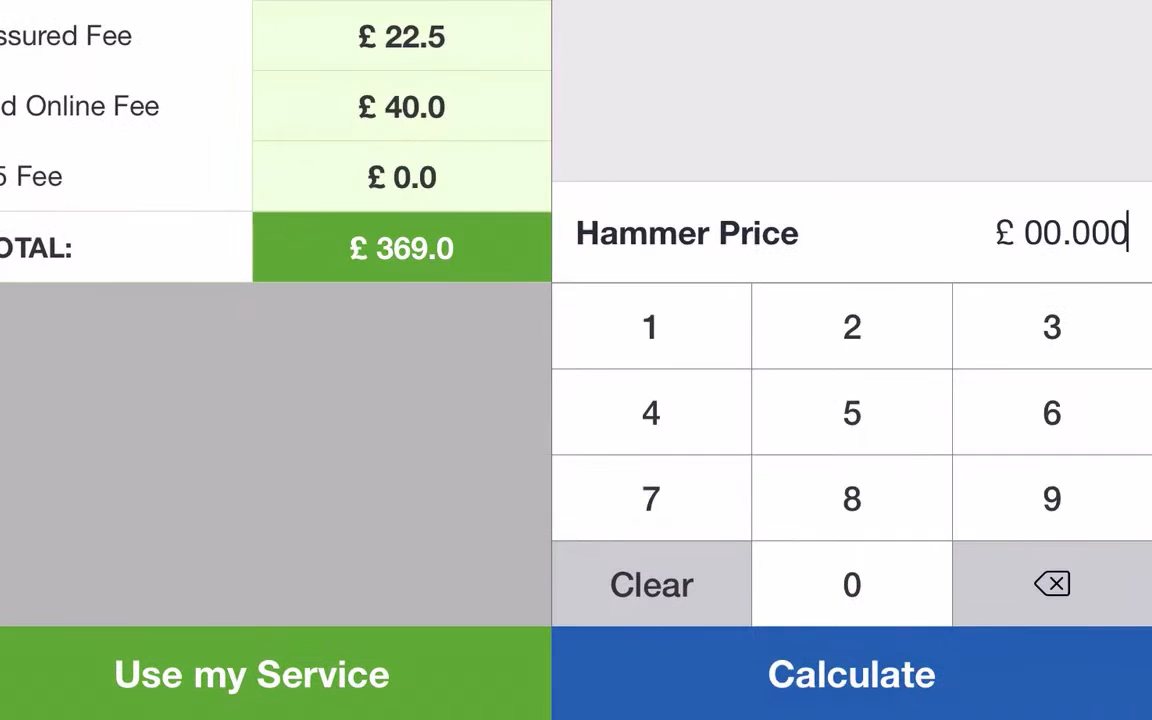 ssured Fee £ 22.5
d Online Fee £ 40.0
5 Fee £ 0.0
OTAL: £ 369.0
Use my Service
Hammer Price £ 00.000
1 2 3
4 5 6
7 8 9
Clear 0
Calculate